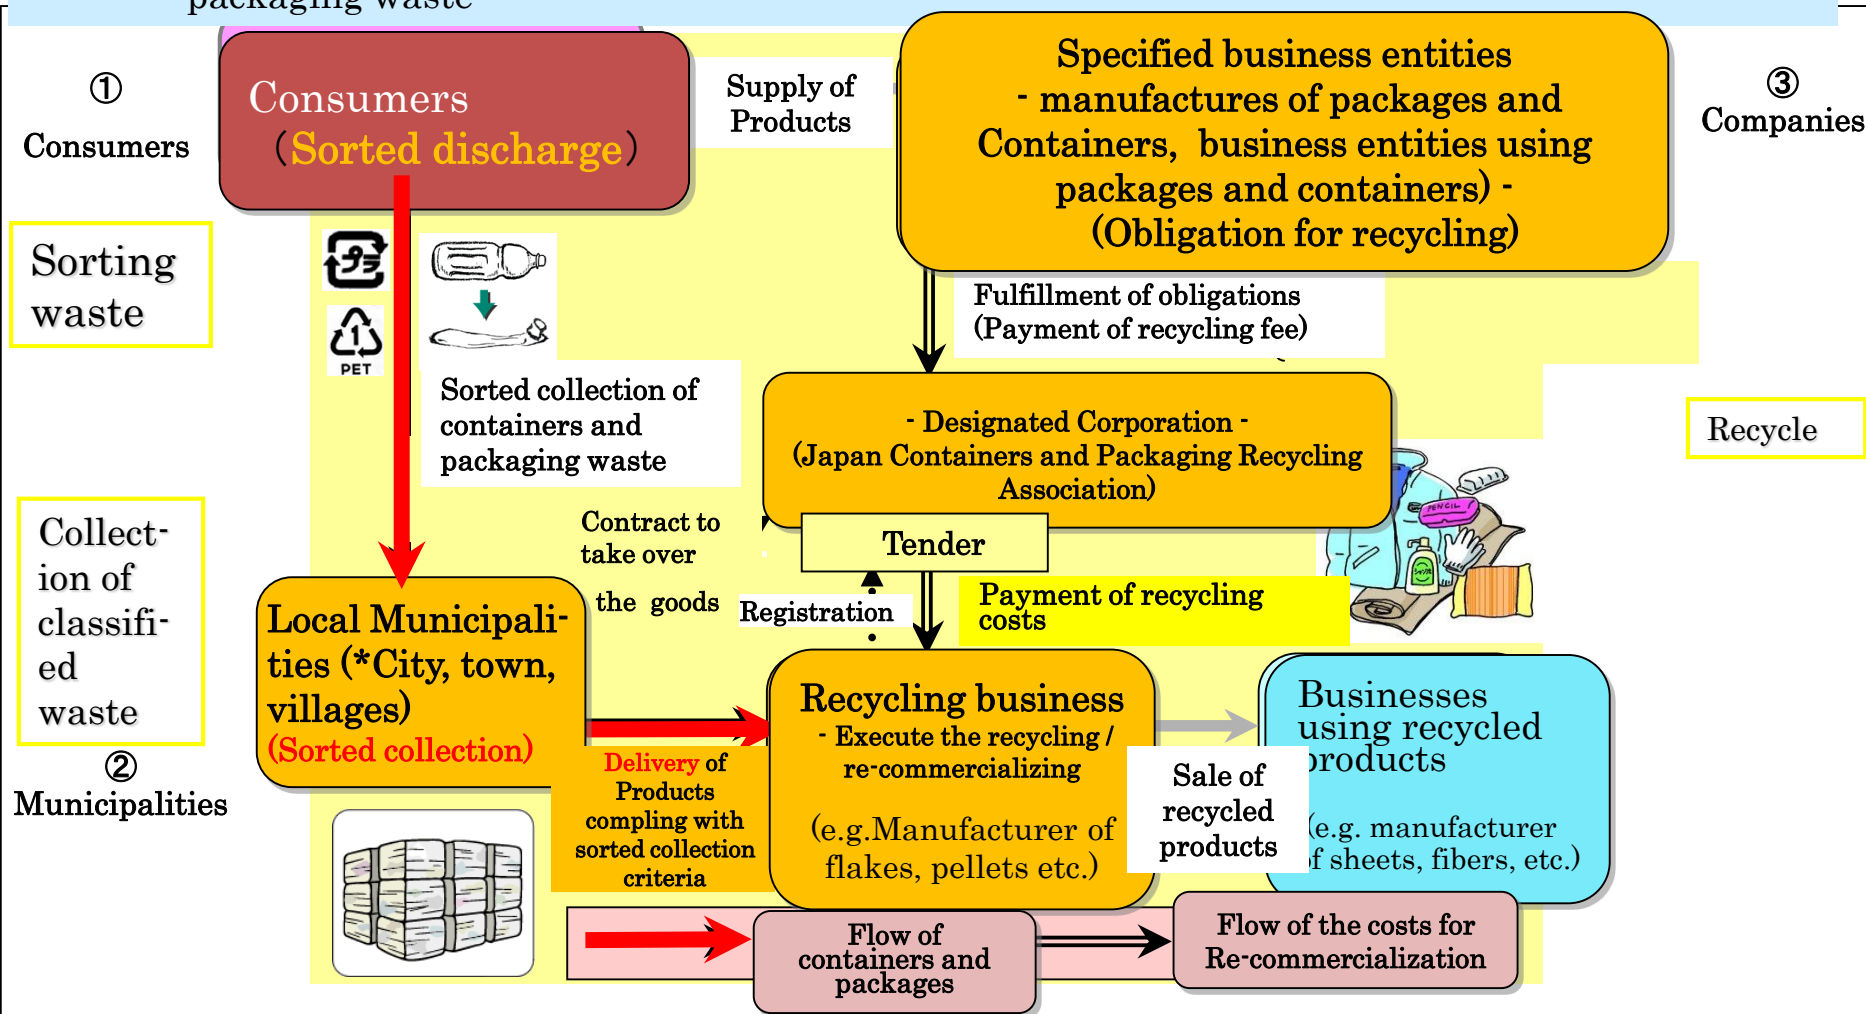 packaging waste
①
Consumers
Consumers
（Sorted discharge）
Supply of
Products
Specified business entities
- manufactures of packages and
Containers, business entities using
packages and containers) -
(Obligation for recycling)
③
Companies
Sorting
waste
プラ
1
PET
Sorted collection of
containers and
packaging waste
Fulfillment of obligations
(Payment of recycling fee)
- Designated Corporation -
(Japan Containers and Packaging Recycling
Association)
Recycle
PENCIL
Collect-
ion of
classifi-
ed
waste
②
Municipalities
Contract to
take over
the goods
Tender
Registration
Payment of recycling
costs
Local Municipali-
ties (*City, town,
villages)
(Sorted collection)
Delivery of
Products
compling with
sorted collection
criteria
Recycling business
- Execute the recycling /
re-commercializing
(e.g.Manufacturer of
flakes, pellets etc.)
Sale of
recycled
products
Businesses
using recycled
products
(e.g. manufacturer
of sheets, fibers, etc.)
Flow of
containers and
packages
Flow of the costs for
Re-commercialization